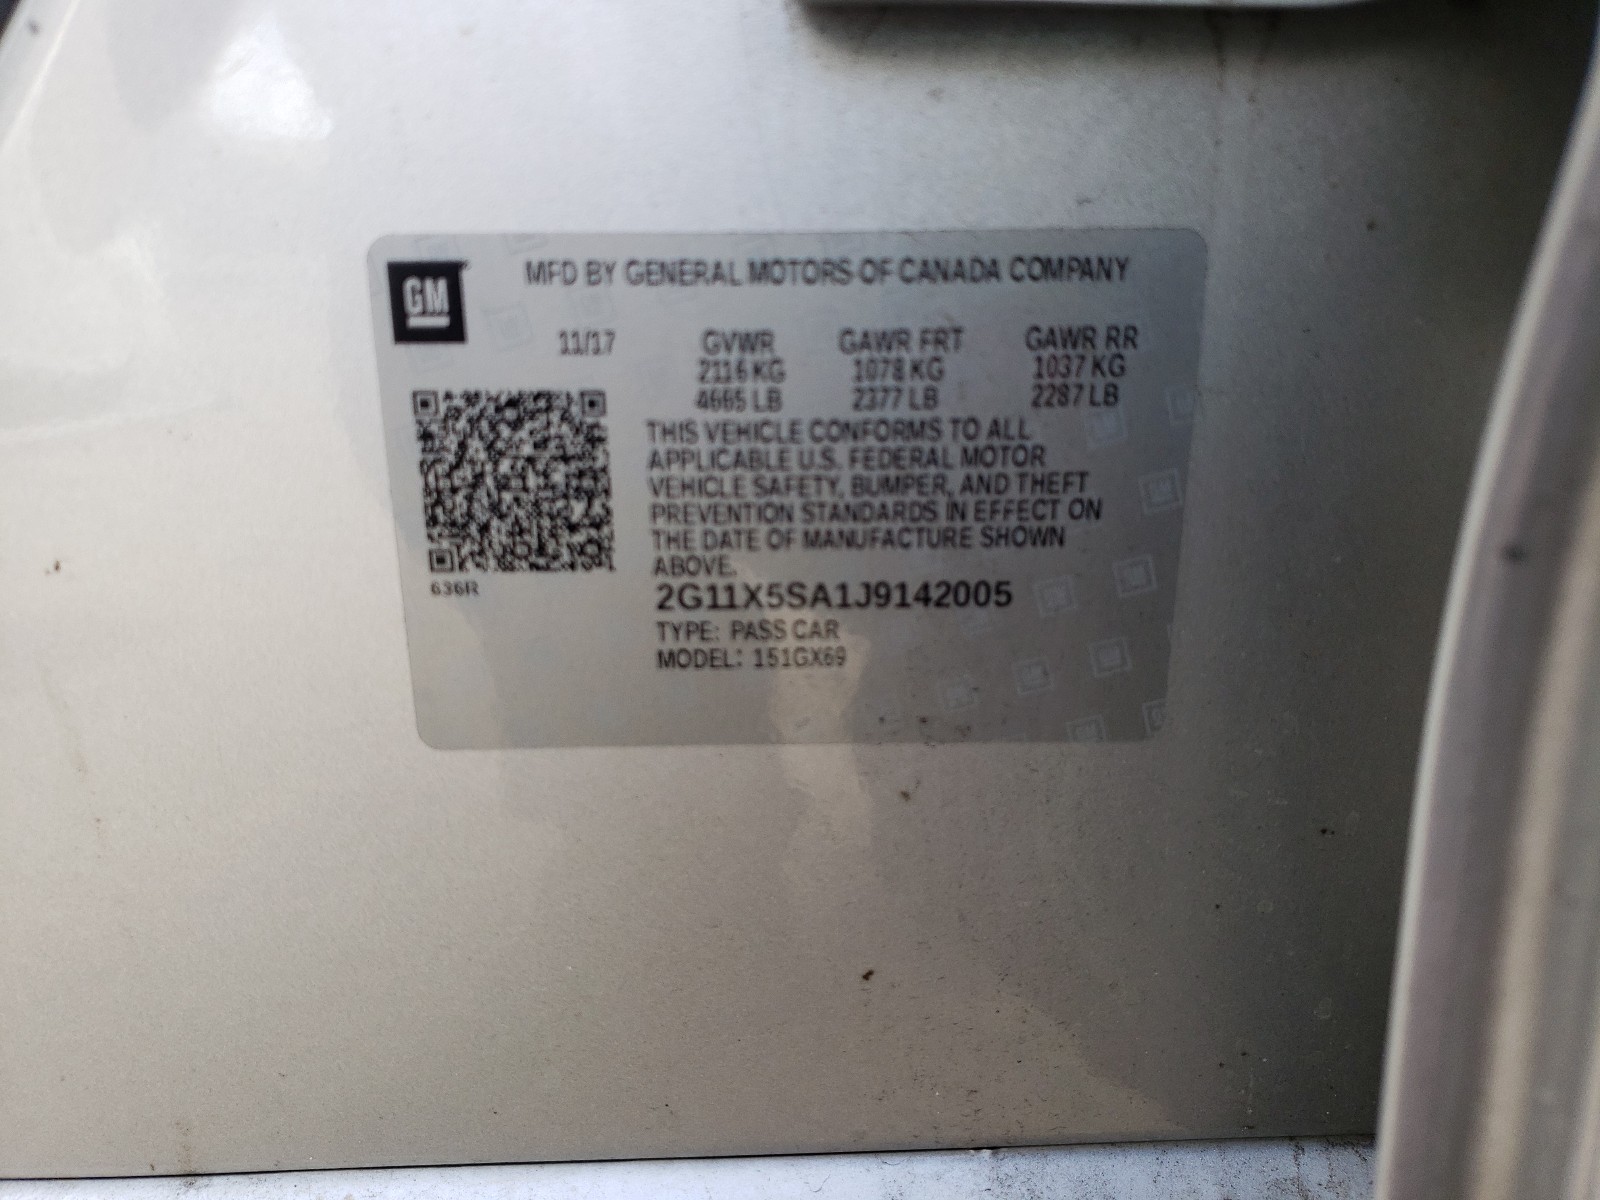 GM
MFD BY GENERAL MOTORS OF CANADA COMPANY
11/17 GVWR GAWR FRT GAWR RR
2116 KG 1078 KG 1037 KG
4665 LB 2377 LB 2287 LB
THIS VEHICLE CONFORMS TO ALL
APPLICABLE U.S. FEDERAL MOTOR
VEHICLE SAFETY, BUMPER, AND THEFT
PREVENTION STANDARDS IN EFFECT ON
THE DATE OF MANUFACTURE SHOWN
ABOVE.
636R
2G11X5SA1J9142005
TYPE: PASS CAR
MODEL: 151GX69